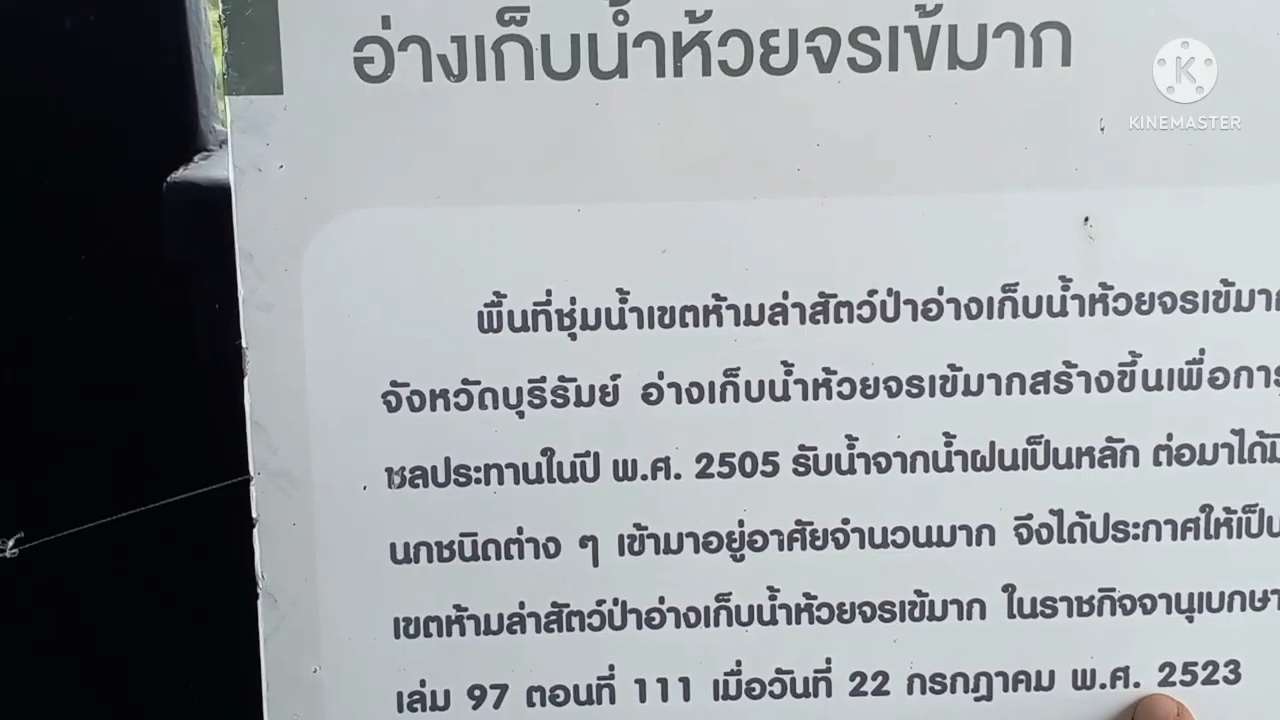 อ่างเก็บน้ำห้วยจรเข้มาก
KINEMASTER
พื้นที่ชุ่มน้ำเขตห้ามล่าสัตว์ป่าอ่างเก็บน้ำห้วยจรเข้มาก
จังหวัดบุรีรัมย์ อ่างเก็บน้ำห้วยจรเข้มากสร้างขึ้นเพื่อการ
ชลประทานในปี พ.ศ. 2505 รับน้ำจากน้ำฝนเป็นหลัก ต่อมาได้มี
นกชนิดต่าง ๆ เข้ามาอยู่อาศัยจำนวนมาก จึงได้ประกาศให้เป็น
เขตห้ามล่าสัตว์ป่าอ่างเก็บน้ำห้วยจรเข้มาก ในราชกิจจานุเบกษา
เล่ม 97 ตอนที่ 111 เมื่อวันที่ 22 กรกฎาคม พ.ศ. 2523